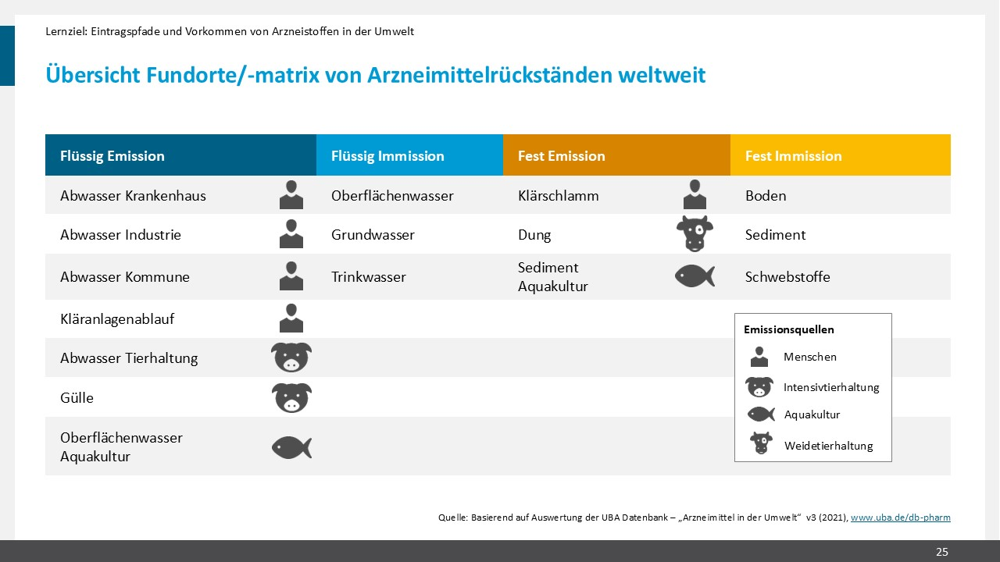 Lernziel: Eintragspfade und Vorkommen von Arzneistoffen in der Umwelt
Übersicht Fundorte/-matrix von Arzneimittelrückständen weltweit
Flüssig Emission
Flüssig Immission
Fest Emission
Fest Immission
Abwasser Krankenhaus
Oberflächenwasser
Klärschlamm
Boden
Abwasser Industrie
Grundwasser
Dung
Sediment
Abwasser Kommune
Trinkwasser
Sediment
Aquakultur
Schwebstoffe
Kläranlagenablauf
Abwasser Tierhaltung
Gülle
Oberflächenwasser
Aquakultur
Emissionsquellen
Menschen
Intensivtierhaltung
Aquakultur
Weidetierhaltung
Quelle: Basierend auf Auswertung der UBA Datenbank – „Arzneimittel in der Umwelt“ v3 (2021), www.uba.de/db-pharm
25